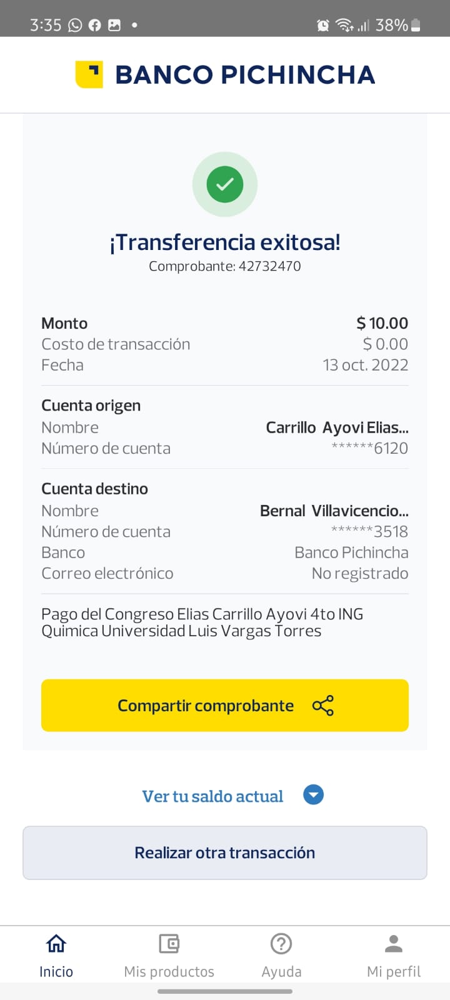 3:35 38%
BANCO PICHINCHA
¡Transferencia exitosa!
Comprobante: 42732470
Monto $ 10.00
Costo de transacción $ 0.00
Fecha 13 oct. 2022
Cuenta origen
Nombre Carrillo Ayovi Elias...
Número de cuenta ******6120
Cuenta destino
Nombre Bernal Villavicencio...
Número de cuenta ******3518
Banco Banco Pichincha
Correo electrónico No registrado
Pago del Congreso Elias Carrillo Ayovi 4to ING
Quimica Universidad Luis Vargas Torres
Compartir comprobante
Ver tu saldo actual
Realizar otra transacción
Inicio Mis productos Ayuda Mi perfil